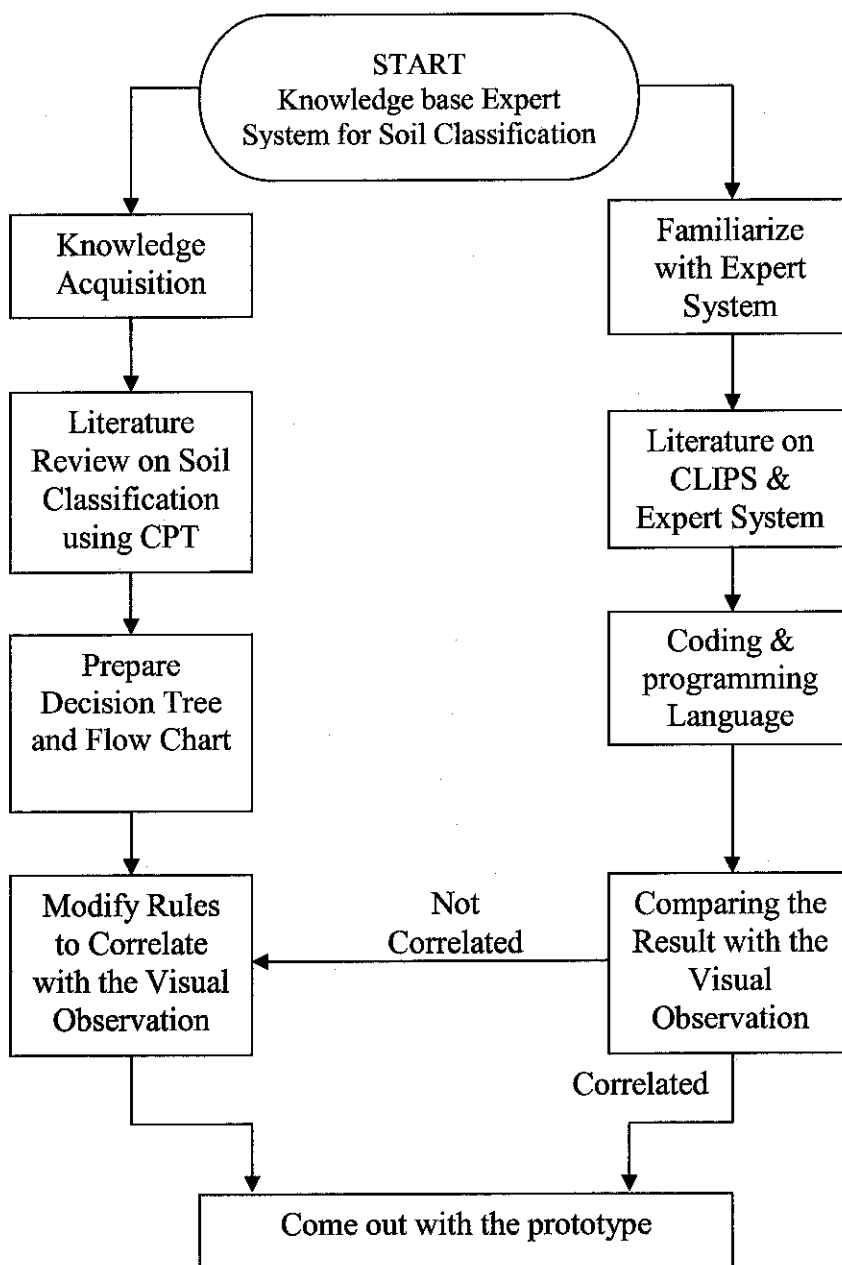 START
Knowledge base Expert
System for Soil Classification
Knowledge
Acquisition
Literature
Review on Soil
Classification
using CPT
Prepare
Decision Tree
and Flow Chart
Modify Rules
to Correlate
with the Visual
Observation
Familiarize
with Expert
System
Literature on
CLIPS &
Expert System
Coding &
programming
Language
Comparing the
Result with the
Visual
Observation
Not
Correlated
Correlated
Come out with the prototype